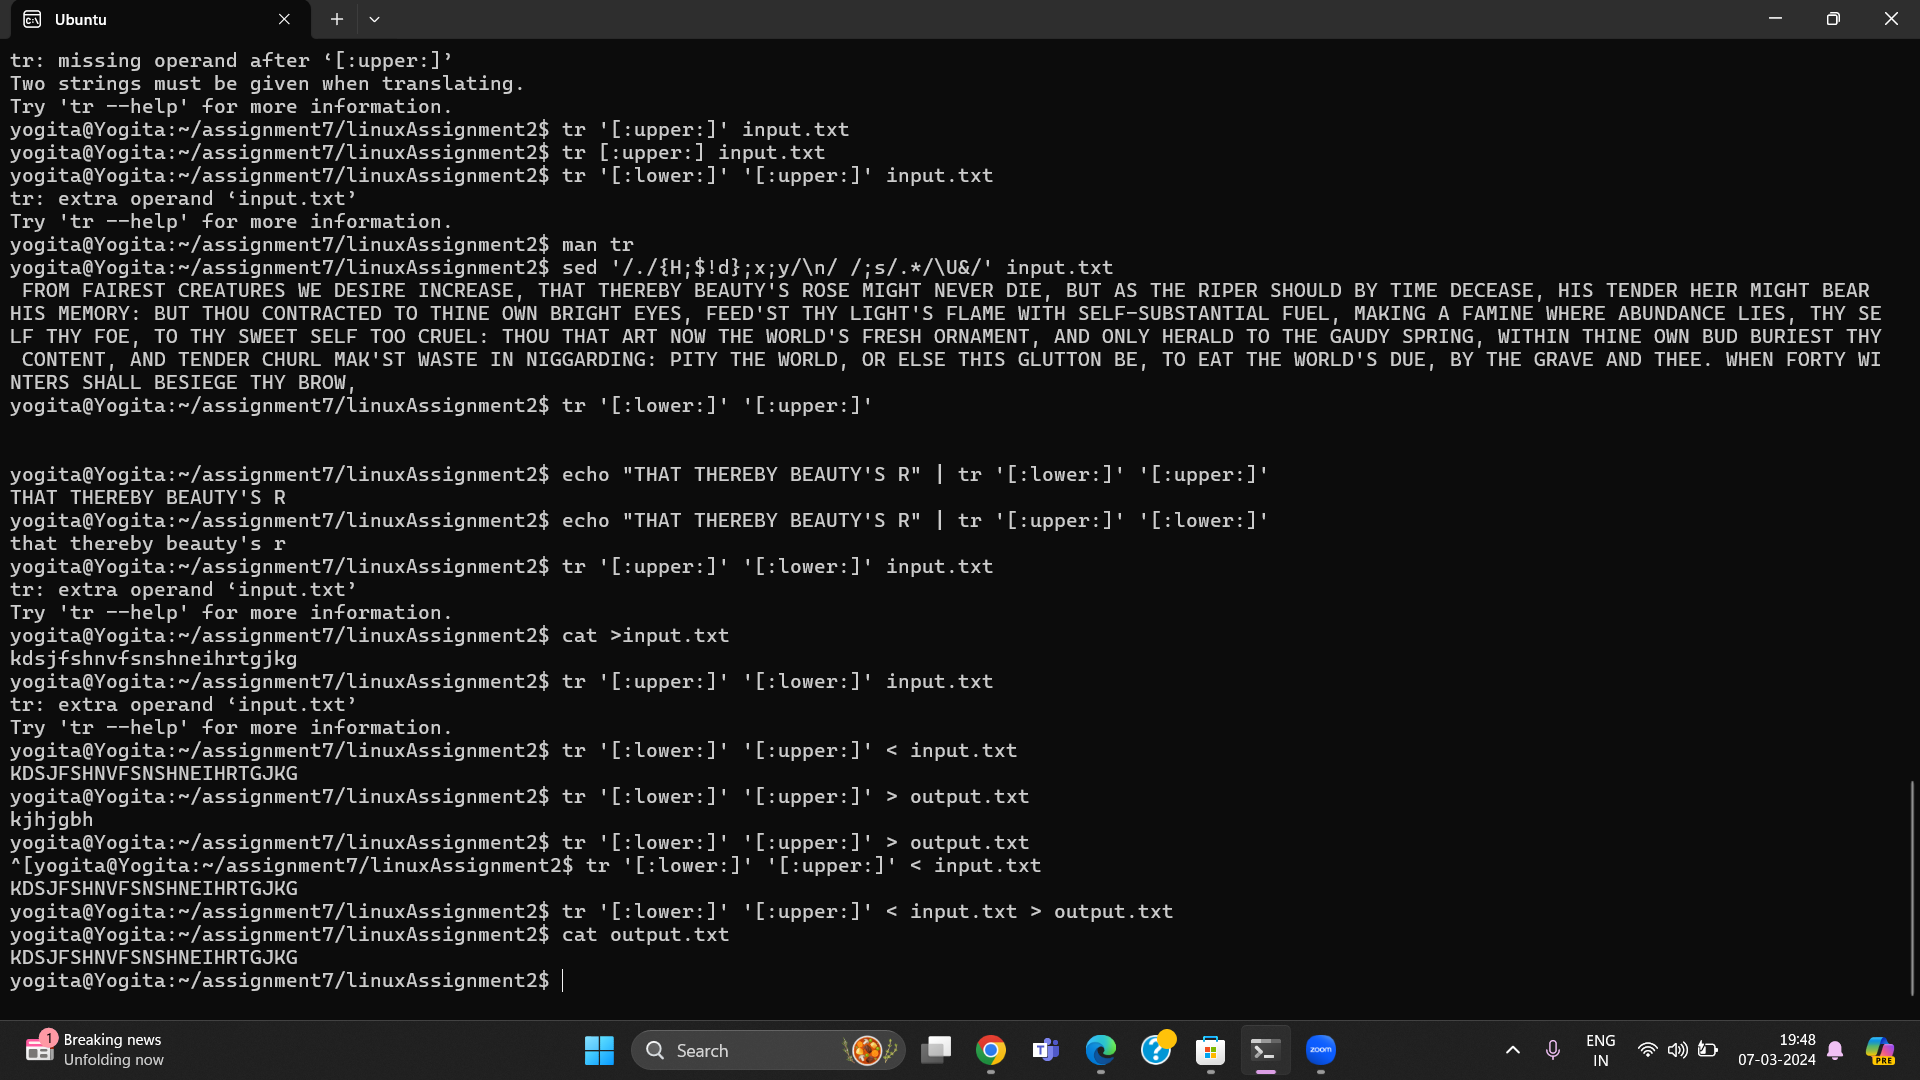 Ubuntu
tr: missing operand after ‘[:upper:]’
Two strings must be given when translating.
Try 'tr --help' for more information.
yogita@Yogita:~/assignment7/linuxAssignment2$ tr '[:upper:]' input.txt
yogita@Yogita:~/assignment7/linuxAssignment2$ tr [:upper:] input.txt
yogita@Yogita:~/assignment7/linuxAssignment2$ tr '[:lower:]' '[:upper:]' input.txt
tr: extra operand ‘input.txt’
Try 'tr --help' for more information.
yogita@Yogita:~/assignment7/linuxAssignment2$ man tr
yogita@Yogita:~/assignment7/linuxAssignment2$ sed '/./{H;$!d};x;y/\n/ /;s/.*/\U&/' input.txt
 FROM FAIREST CREATURES WE DESIRE INCREASE, THAT THEREBY BEAUTY'S ROSE MIGHT NEVER DIE, BUT AS THE RIPER SHOULD BY TIME DECEASE, HIS TENDER HEIR MIGHT BEAR
HIS MEMORY: BUT THOU CONTRACTED TO THINE OWN BRIGHT EYES, FEED'ST THY LIGHT'S FLAME WITH SELF-SUBSTANTIAL FUEL, MAKING A FAMINE WHERE ABUNDANCE LIES, THY SE
LF THY FOE, TO THY SWEET SELF TOO CRUEL: THOU THAT ART NOW THE WORLD'S FRESH ORNAMENT, AND ONLY HERALD TO THE GAUDY SPRING, WITHIN THINE OWN BUD BURIEST THY
 CONTENT, AND TENDER CHURL MAK'ST WASTE IN NIGGARDING: PITY THE WORLD, OR ELSE THIS GLUTTON BE, TO EAT THE WORLD'S DUE, BY THE GRAVE AND THEE. WHEN FORTY WI
NTERS SHALL BESIEGE THY BROW,
yogita@Yogita:~/assignment7/linuxAssignment2$ tr '[:lower:]' '[:upper:]'
yogita@Yogita:~/assignment7/linuxAssignment2$ echo "THAT THEREBY BEAUTY'S R" | tr '[:lower:]' '[:upper:]'
THAT THEREBY BEAUTY'S R
yogita@Yogita:~/assignment7/linuxAssignment2$ echo "THAT THEREBY BEAUTY'S R" | tr '[:upper:]' '[:lower:]'
that thereby beauty's r
yogita@Yogita:~/assignment7/linuxAssignment2$ tr '[:upper:]' '[:lower:]' input.txt
tr: extra operand ‘input.txt’
Try 'tr --help' for more information.
yogita@Yogita:~/assignment7/linuxAssignment2$ cat >input.txt
kdsjfshnvfsnshneihrtgjkg
yogita@Yogita:~/assignment7/linuxAssignment2$ tr '[:upper:]' '[:lower:]' input.txt
tr: extra operand ‘input.txt’
Try 'tr --help' for more information.
yogita@Yogita:~/assignment7/linuxAssignment2$ tr '[:lower:]' '[:upper:]' < input.txt
KDSJFSHNVFSNSHNEIHRTGJKG
yogita@Yogita:~/assignment7/linuxAssignment2$ tr '[:lower:]' '[:upper:]' > output.txt
kjhjgbh
yogita@Yogita:~/assignment7/linuxAssignment2$ tr '[:lower:]' '[:upper:]' > output.txt
^[yogita@Yogita:~/assignment7/linuxAssignment2$ tr '[:lower:]' '[:upper:]' < input.txt
KDSJFSHNVFSNSHNEIHRTGJKG
yogita@Yogita:~/assignment7/linuxAssignment2$ tr '[:lower:]' '[:upper:]' < input.txt > output.txt
yogita@Yogita:~/assignment7/linuxAssignment2$ cat output.txt
KDSJFSHNVFSNSHNEIHRTGJKG
yogita@Yogita:~/assignment7/linuxAssignment2$
1
Breaking news
Unfolding now
Search
zoom
ENG
IN
19:48
07-03-2024
PRE